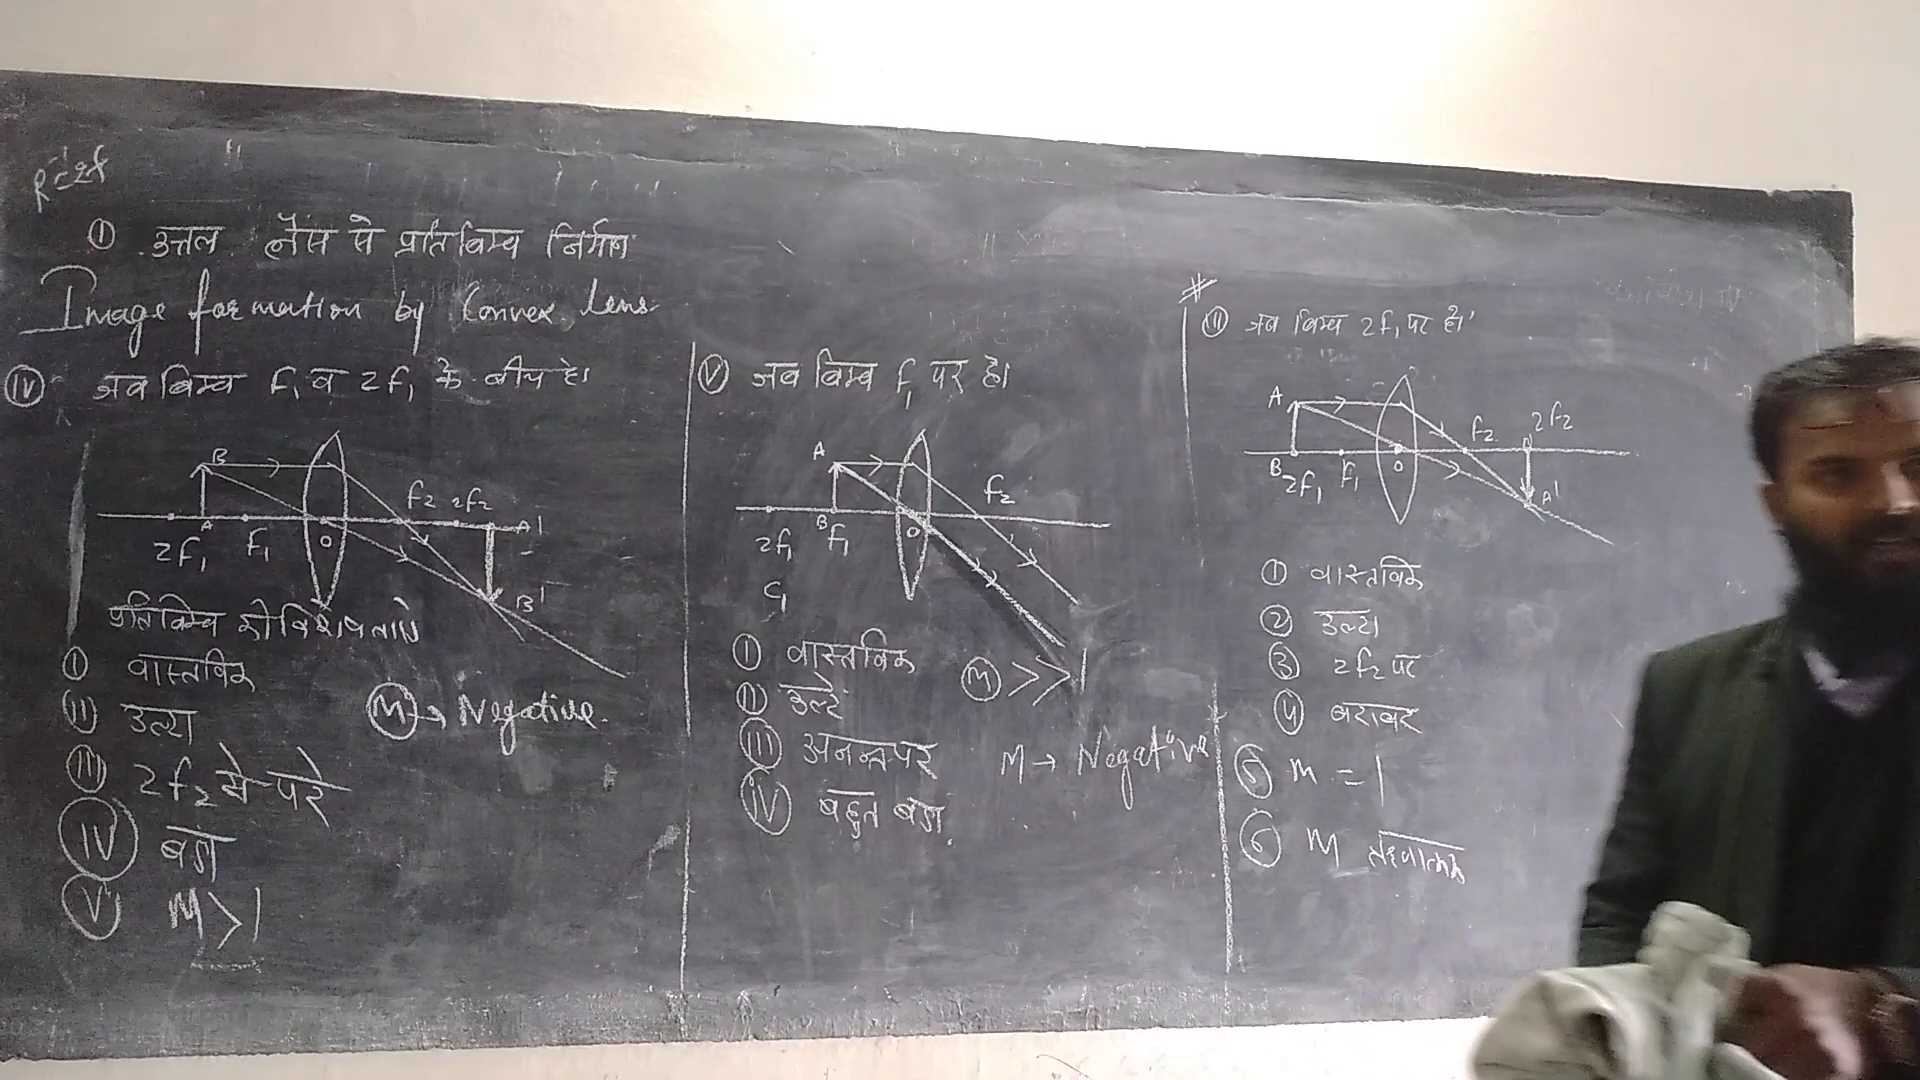 R=2f
① उत्तल लेंस से प्रतिबिम्ब निर्माण
Image formation by Convex lens
(IV) जब बिम्ब F₁ व 2F₁ के बीच है।
B
F₂ 2F₂
A A'
2F₁ F₁ O
B'
प्रतिबिम्ब की विशेषताएं
(I) वास्तविक
(II) उल्टा
(III) 2F₂ से परे
(IV) बड़ा
(V) M>1
(M)→ Negative.
(V) जब बिम्ब F₁ पर है।
A
F₂
B O
2F₁ F₁
C₁
(I) वास्तविक
(II) उल्टे
(III) अनन्त पर
(IV) बहुत बड़ा
(M) >>1
M→ Negative
#
(III) जब बिम्ब 2F₁ पर है।
A
F₂ 2F₂
B O
2F₁ F₁
A'
① वास्तविक
② उल्टा
③ 2F₂ पर
④ बराबर
⑤ m = 1
⑥ M